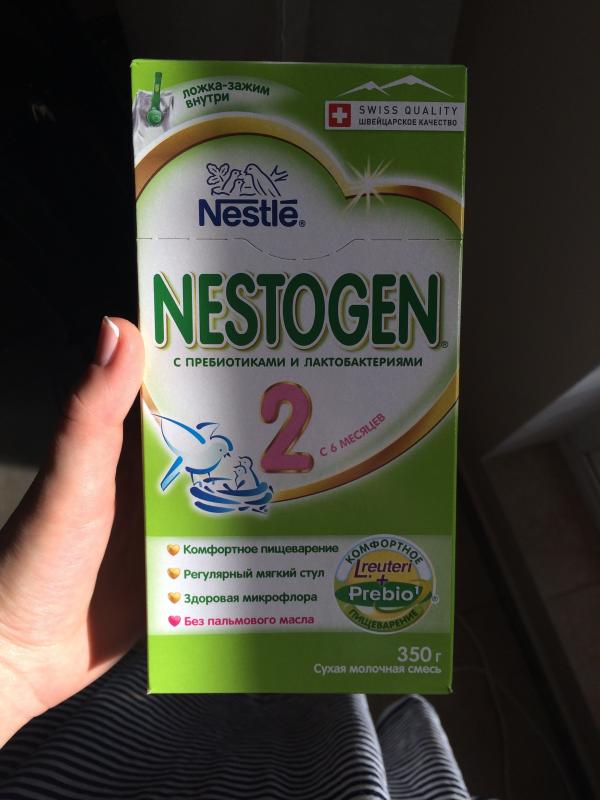 ложка-зажим
внутри
SWISS QUALITY
ШВЕЙЦАРСКОЕ КАЧЕСТВО
Nestlé®
NESTOGEN®
С ПРЕБИОТИКАМИ И ЛАКТОБАКТЕРИЯМИ
2
С 6 МЕСЯЦЕВ
Комфортное пищеварение
Регулярный мягкий стул
Здоровая микрофлора
Без пальмового масла
КОМФОРТНОЕ
L.reuteri
+
Prebio¹®
ПИЩЕВАРЕНИЕ
350 г
Сухая молочная смесь